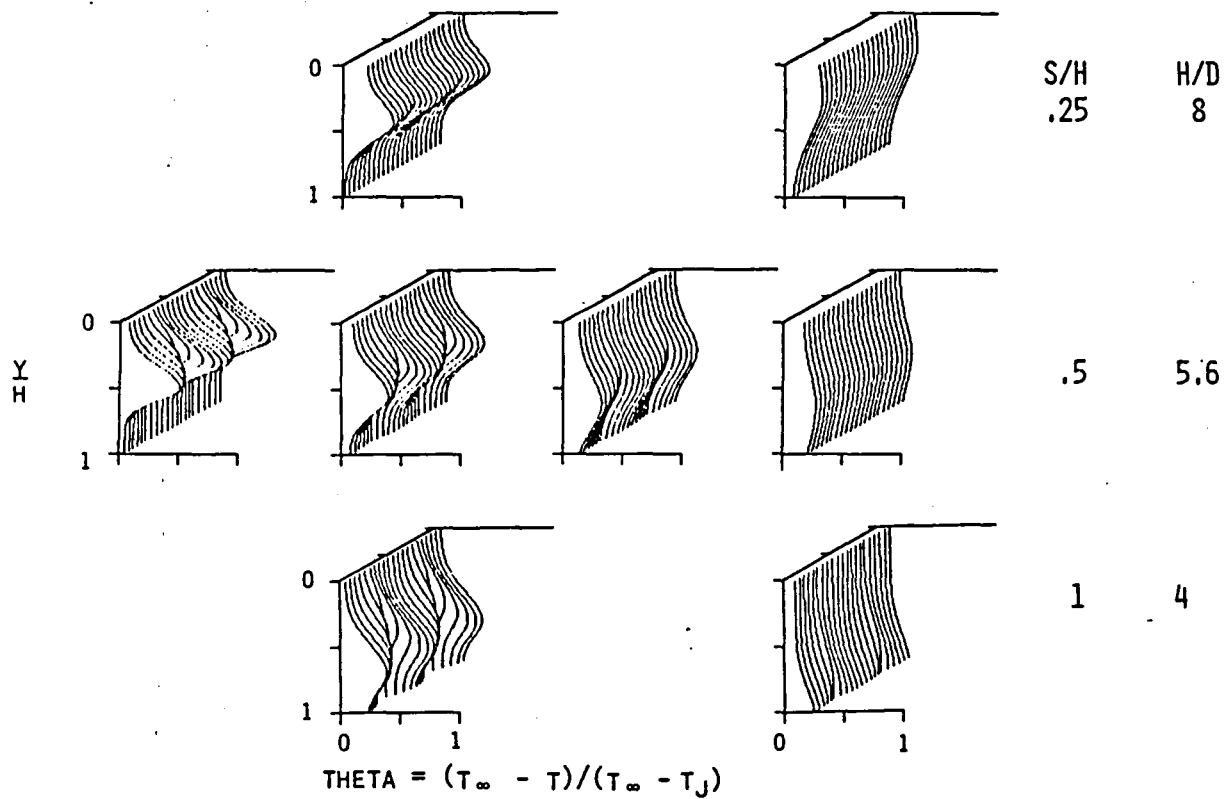 S/H H/D
0 .25 8
1
0 .5 5.6
Y/H
1
0 1 4
1
0 1 0 1
THETA = (T∞ - T)/(T∞ - TJ)